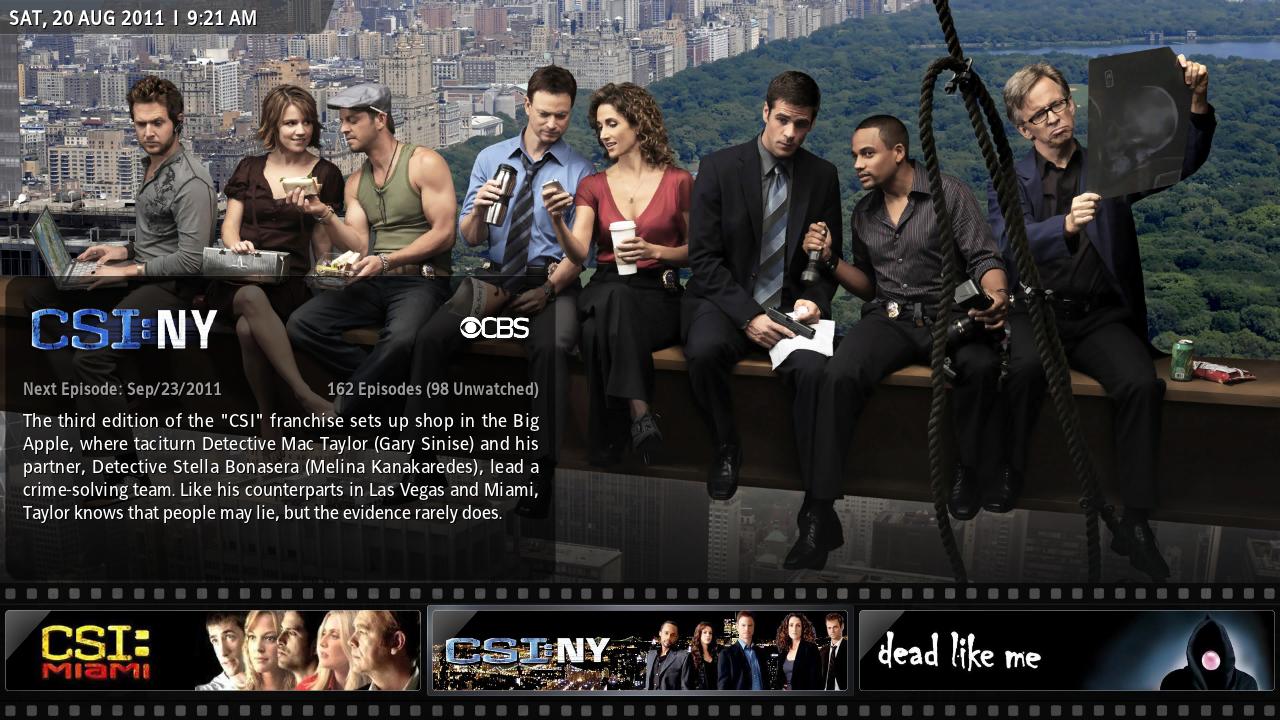 SAT, 20 AUG 2011 | 9:21 AM
CSI:NY
CBS
Next Episode: Sep/23/2011
162 Episodes (98 Unwatched)
The third edition of the "CSI" franchise sets up shop in the Big
Apple, where taciturn Detective Mac Taylor (Gary Sinise) and his
partner, Detective Stella Bonasera (Melina Kanakaredes), lead a
crime-solving team. Like his counterparts in Las Vegas and Miami,
Taylor knows that people may lie, but the evidence rarely does.
CSI:
MIAMI
CSI:NY
dead like me